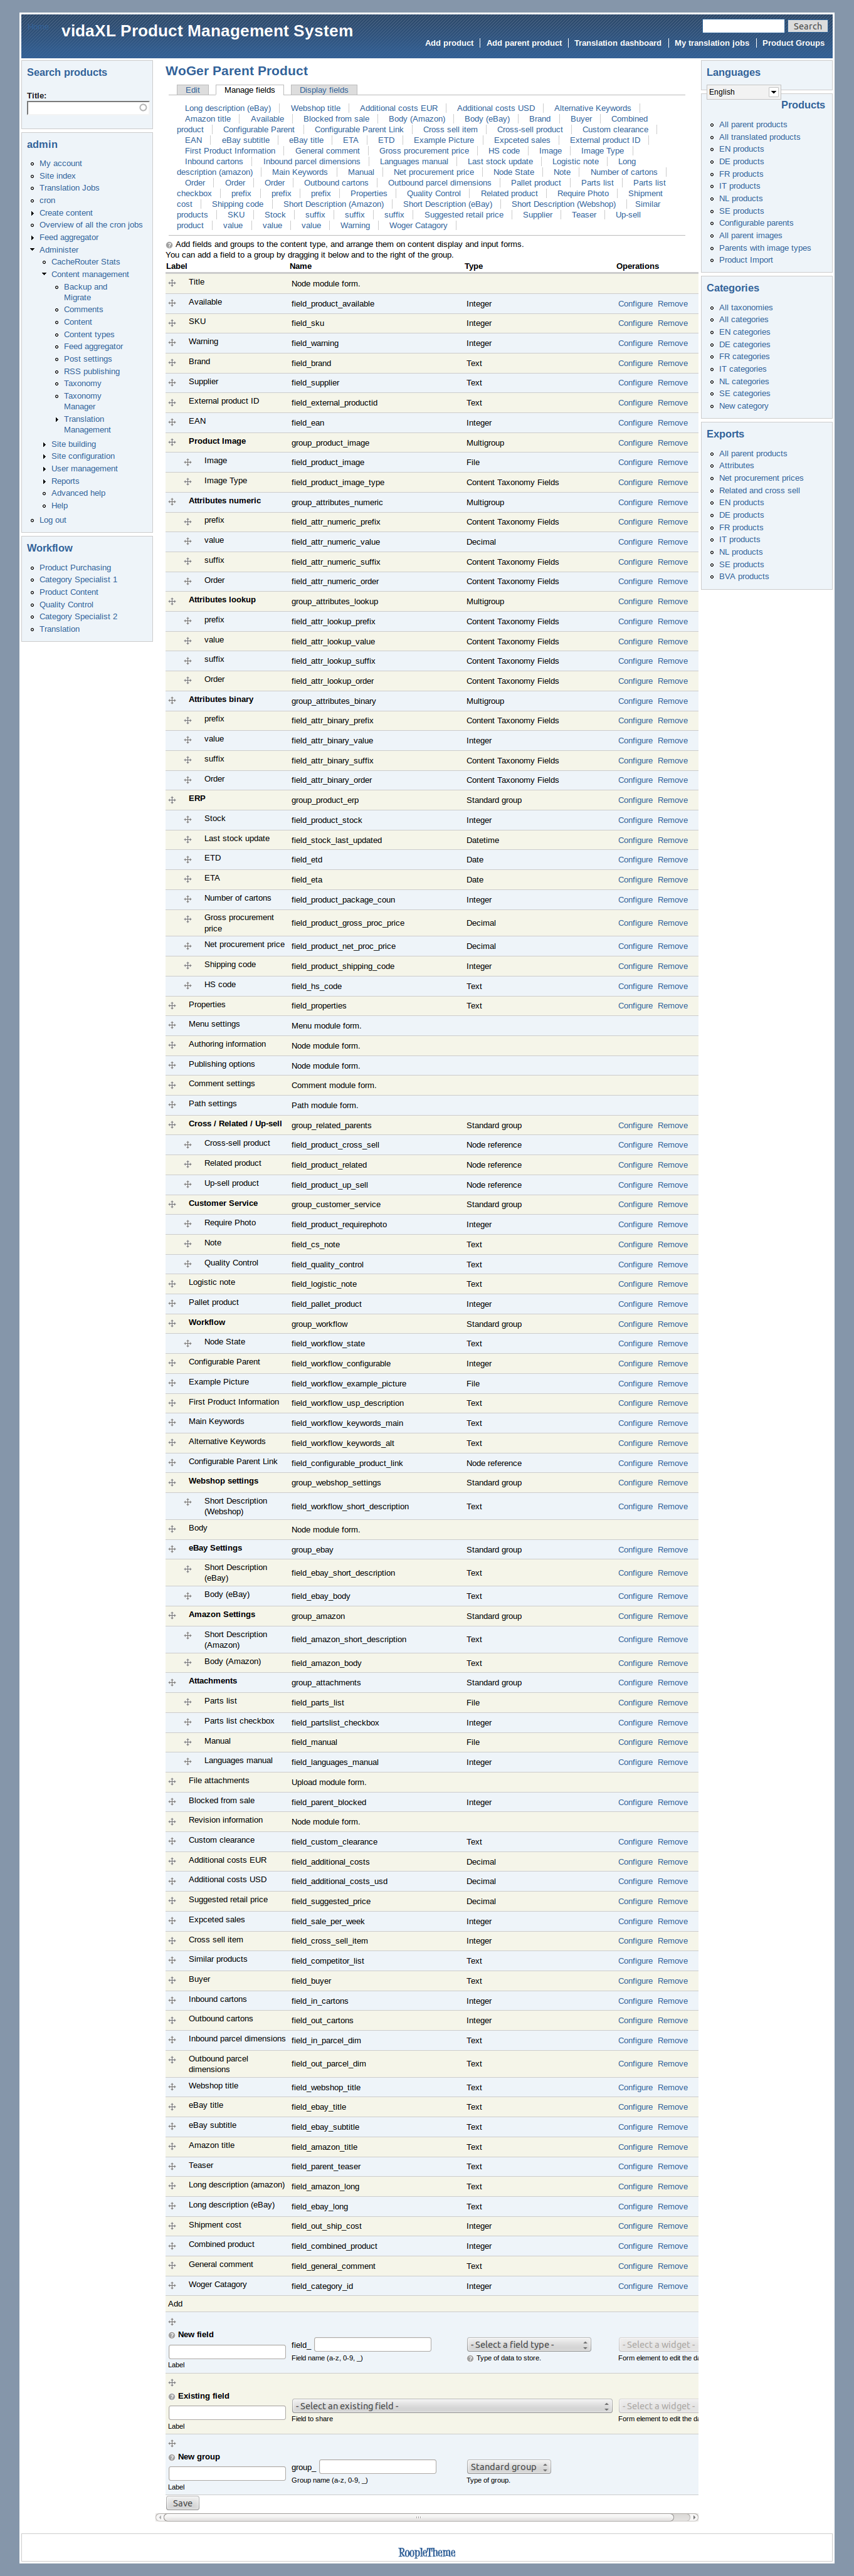 vidaXL Product Management System
Search
Add product | Add parent product | Translation dashboard | My translation jobs | Product Groups
Search products
Title:
admin
My account
Site index
Translation Jobs
cron
Create content
Overview of all the cron jobs
Feed aggregator
Administer
CacheRouter Stats
Content management
Backup and
Migrate
Comments
Content
Content types
Feed aggregator
Post settings
RSS publishing
Taxonomy
Taxonomy
Manager
Translation
Management
Site building
Site configuration
User management
Reports
Advanced help
Help
Log out
Workflow
Product Purchasing
Category Specialist 1
Product Content
Quality Control
Category Specialist 2
Translation
WoGer Parent Product
Edit Manage fields Display fields
Long description (eBay) Webshop title Additional costs EUR Additional costs USD Alternative Keywords
Amazon title Available Blocked from sale Body (Amazon) Body (eBay) Brand Buyer Combined
product Configurable Parent Configurable Parent Link Cross sell item Cross-sell product Custom clearance
EAN eBay subtitle eBay title ETA ETD Example Picture Expceted sales External product ID
First Product Information General comment Gross procurement price HS code Image Image Type
Inbound cartons Inbound parcel dimensions Languages manual Last stock update Logistic note Long
description (amazon) Main Keywords Manual Net procurement price Node State Note Number of cartons
Order Order Order Outbound cartons Outbound parcel dimensions Pallet product Parts list Parts list
checkbox prefix prefix prefix Properties Quality Control Related product Require Photo Shipment
cost Shipping code Short Description (Amazon) Short Description (eBay) Short Description (Webshop) Similar
products SKU Stock suffix suffix suffix Suggested retail price Supplier Teaser Up-sell
product value value value Warning Woger Catagory
Add fields and groups to the content type, and arrange them on content display and input forms.
You can add a field to a group by dragging it below and to the right of the group.
Label Name Type Operations
Title Node module form.
Available field_product_available Integer Configure Remove
SKU field_sku Integer Configure Remove
Warning field_warning Integer Configure Remove
Brand field_brand Text Configure Remove
Supplier field_supplier Text Configure Remove
External product ID field_external_productid Text Configure Remove
EAN field_ean Integer Configure Remove
Product Image group_product_image Multigroup Configure Remove
Image field_product_image File Configure Remove
Image Type field_product_image_type Content Taxonomy Fields Configure Remove
Attributes numeric group_attributes_numeric Multigroup Configure Remove
prefix field_attr_numeric_prefix Content Taxonomy Fields Configure Remove
value field_attr_numeric_value Decimal Configure Remove
suffix field_attr_numeric_suffix Content Taxonomy Fields Configure Remove
Order field_attr_numeric_order Content Taxonomy Fields Configure Remove
Attributes lookup group_attributes_lookup Multigroup Configure Remove
prefix field_attr_lookup_prefix Content Taxonomy Fields Configure Remove
value field_attr_lookup_value Content Taxonomy Fields Configure Remove
suffix field_attr_lookup_suffix Content Taxonomy Fields Configure Remove
Order field_attr_lookup_order Content Taxonomy Fields Configure Remove
Attributes binary group_attributes_binary Multigroup Configure Remove
prefix field_attr_binary_prefix Content Taxonomy Fields Configure Remove
value field_attr_binary_value Integer Configure Remove
suffix field_attr_binary_suffix Content Taxonomy Fields Configure Remove
Order field_attr_binary_order Content Taxonomy Fields Configure Remove
ERP group_product_erp Standard group Configure Remove
Stock field_product_stock Integer Configure Remove
Last stock update field_stock_last_updated Datetime Configure Remove
ETD field_etd Date Configure Remove
ETA field_eta Date Configure Remove
Number of cartons field_product_package_coun Integer Configure Remove
Gross procurement
price field_product_gross_proc_price Decimal Configure Remove
Net procurement price field_product_net_proc_price Decimal Configure Remove
Shipping code field_product_shipping_code Integer Configure Remove
HS code field_hs_code Text Configure Remove
Properties field_properties Text Configure Remove
Menu settings Menu module form.
Authoring information Node module form.
Publishing options Node module form.
Comment settings Comment module form.
Path settings Path module form.
Cross / Related / Up-sell group_related_parents Standard group Configure Remove
Cross-sell product field_product_cross_sell Node reference Configure Remove
Related product field_product_related Node reference Configure Remove
Up-sell product field_product_up_sell Node reference Configure Remove
Customer Service group_customer_service Standard group Configure Remove
Require Photo field_product_requirephoto Integer Configure Remove
Note field_cs_note Text Configure Remove
Quality Control field_quality_control Text Configure Remove
Logistic note field_logistic_note Text Configure Remove
Pallet product field_pallet_product Integer Configure Remove
Workflow group_workflow Standard group Configure Remove
Node State field_workflow_state Text Configure Remove
Configurable Parent field_workflow_configurable Integer Configure Remove
Example Picture field_workflow_example_picture File Configure Remove
First Product Information field_workflow_usp_description Text Configure Remove
Main Keywords field_workflow_keywords_main Text Configure Remove
Alternative Keywords field_workflow_keywords_alt Text Configure Remove
Configurable Parent Link field_configurable_product_link Node reference Configure Remove
Webshop settings group_webshop_settings Standard group Configure Remove
Short Description
(Webshop) field_workflow_short_description Text Configure Remove
Body Node module form.
eBay Settings group_ebay Standard group Configure Remove
Short Description
(eBay) field_ebay_short_description Text Configure Remove
Body (eBay) field_ebay_body Text Configure Remove
Amazon Settings group_amazon Standard group Configure Remove
Short Description
(Amazon) field_amazon_short_description Text Configure Remove
Body (Amazon) field_amazon_body Text Configure Remove
Attachments group_attachments Standard group Configure Remove
Parts list field_parts_list File Configure Remove
Parts list checkbox field_partslist_checkbox Integer Configure Remove
Manual field_manual File Configure Remove
Languages manual field_languages_manual Integer Configure Remove
File attachments Upload module form.
Blocked from sale field_parent_blocked Integer Configure Remove
Revision information Node module form.
Custom clearance field_custom_clearance Text Configure Remove
Additional costs EUR field_additional_costs Decimal Configure Remove
Additional costs USD field_additional_costs_usd Decimal Configure Remove
Suggested retail price field_suggested_price Decimal Configure Remove
Expceted sales field_sale_per_week Integer Configure Remove
Cross sell item field_cross_sell_item Integer Configure Remove
Similar products field_competitor_list Text Configure Remove
Buyer field_buyer Text Configure Remove
Inbound cartons field_in_cartons Integer Configure Remove
Outbound cartons field_out_cartons Integer Configure Remove
Inbound parcel dimensions field_in_parcel_dim Text Configure Remove
Outbound parcel
dimensions field_out_parcel_dim Text Configure Remove
Webshop title field_webshop_title Text Configure Remove
eBay title field_ebay_title Text Configure Remove
eBay subtitle field_ebay_subtitle Text Configure Remove
Amazon title field_amazon_title Text Configure Remove
Teaser field_parent_teaser Text Configure Remove
Long description (amazon) field_amazon_long Text Configure Remove
Long description (eBay) field_ebay_long Text Configure Remove
Shipment cost field_out_ship_cost Integer Configure Remove
Combined product field_combined_product Integer Configure Remove
General comment field_general_comment Text Configure Remove
Woger Catagory field_category_id Integer Configure Remove
Add
New field
field_ - Select a field type - - Select a widget -
Label Field name (a-z, 0-9, _) Type of data to store. Form element to edit the da
Existing field
- Select an existing field - - Select a widget -
Label Field to share Form element to edit the da
New group
group_ Standard group
Label Group name (a-z, 0-9, _) Type of group.
Save
Languages
English
Products
All parent products
All translated products
EN products
DE products
FR products
IT products
NL products
SE products
Configurable parents
All parent images
Parents with image types
Product Import
Categories
All taxonomies
All categories
EN categories
DE categories
FR categories
IT categories
NL categories
SE categories
New category
Exports
All parent products
Attributes
Net procurement prices
Related and cross sell
EN products
DE products
FR products
IT products
NL products
SE products
BVA products
RoopleTheme